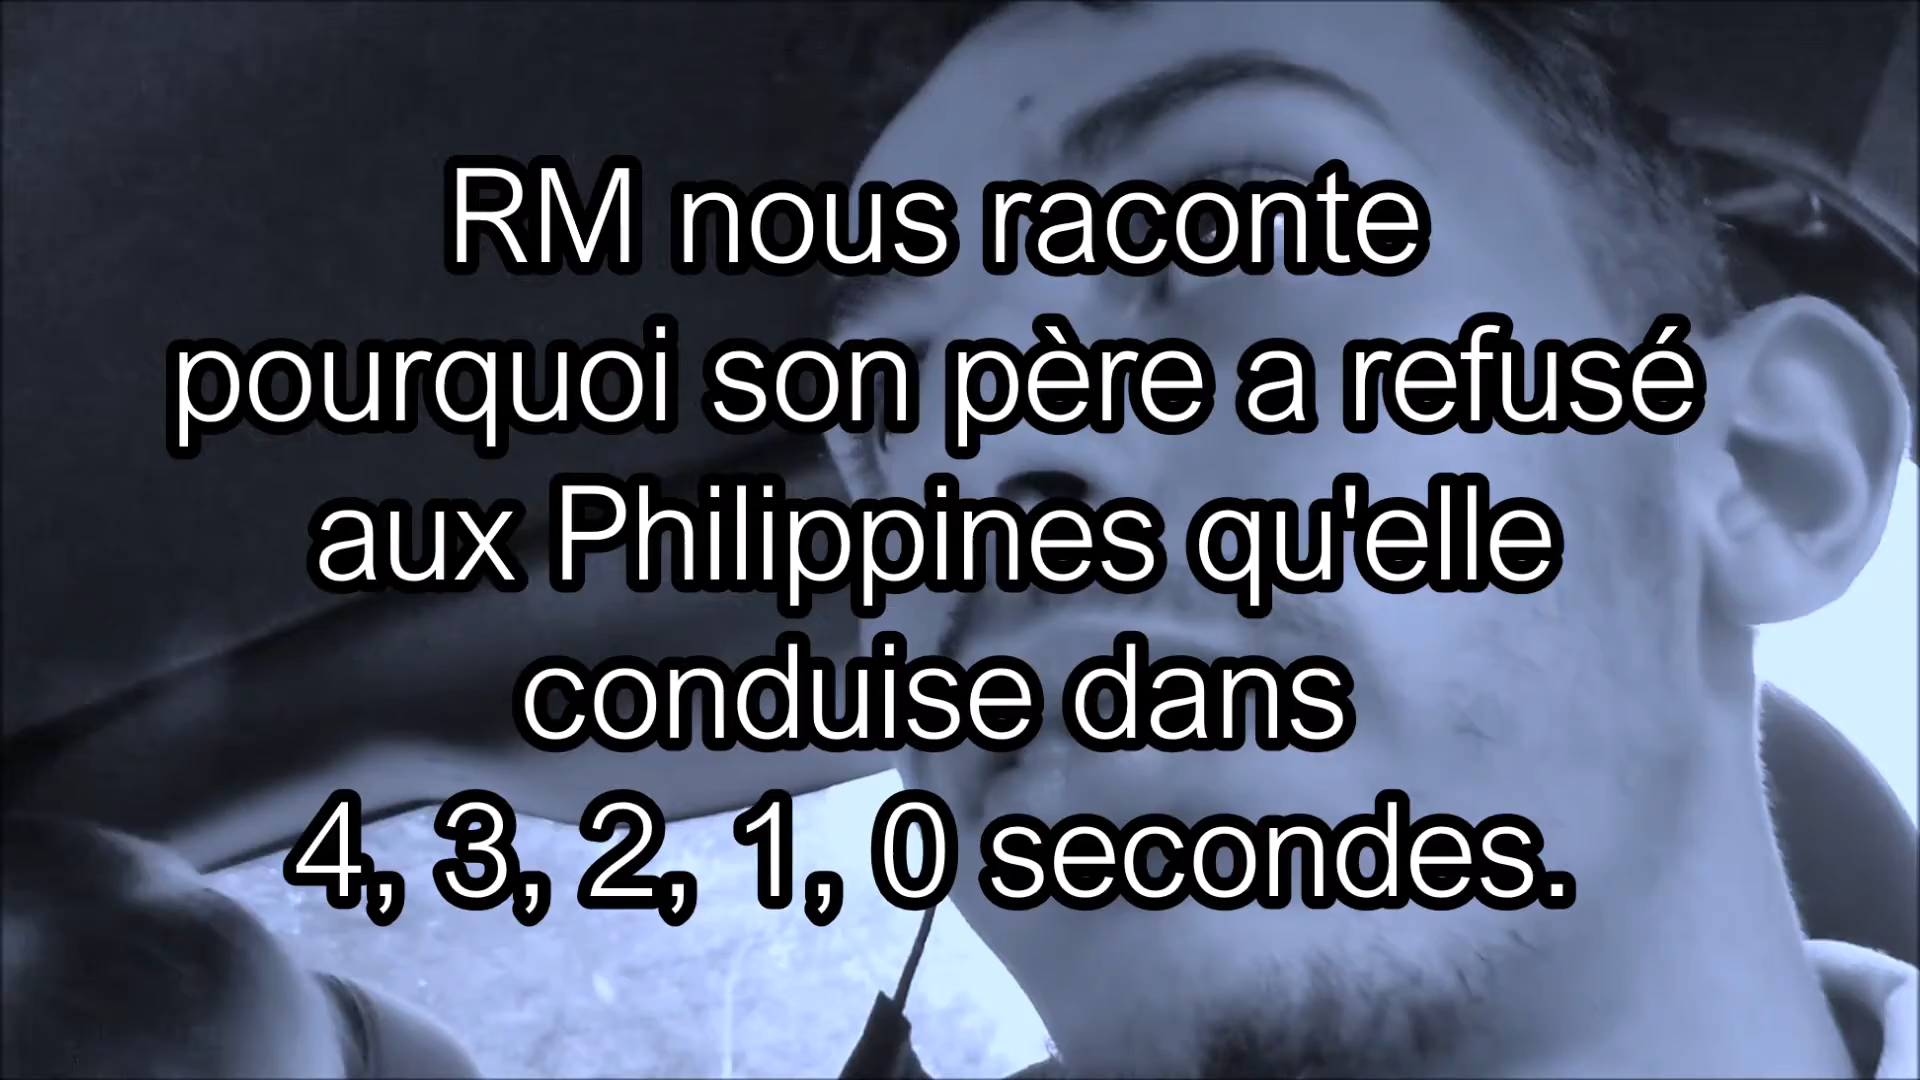 RM nous raconte
pourquoi son père a refusé
aux Philippines qu'elle
conduise dans
4, 3, 2, 1, 0 secondes.